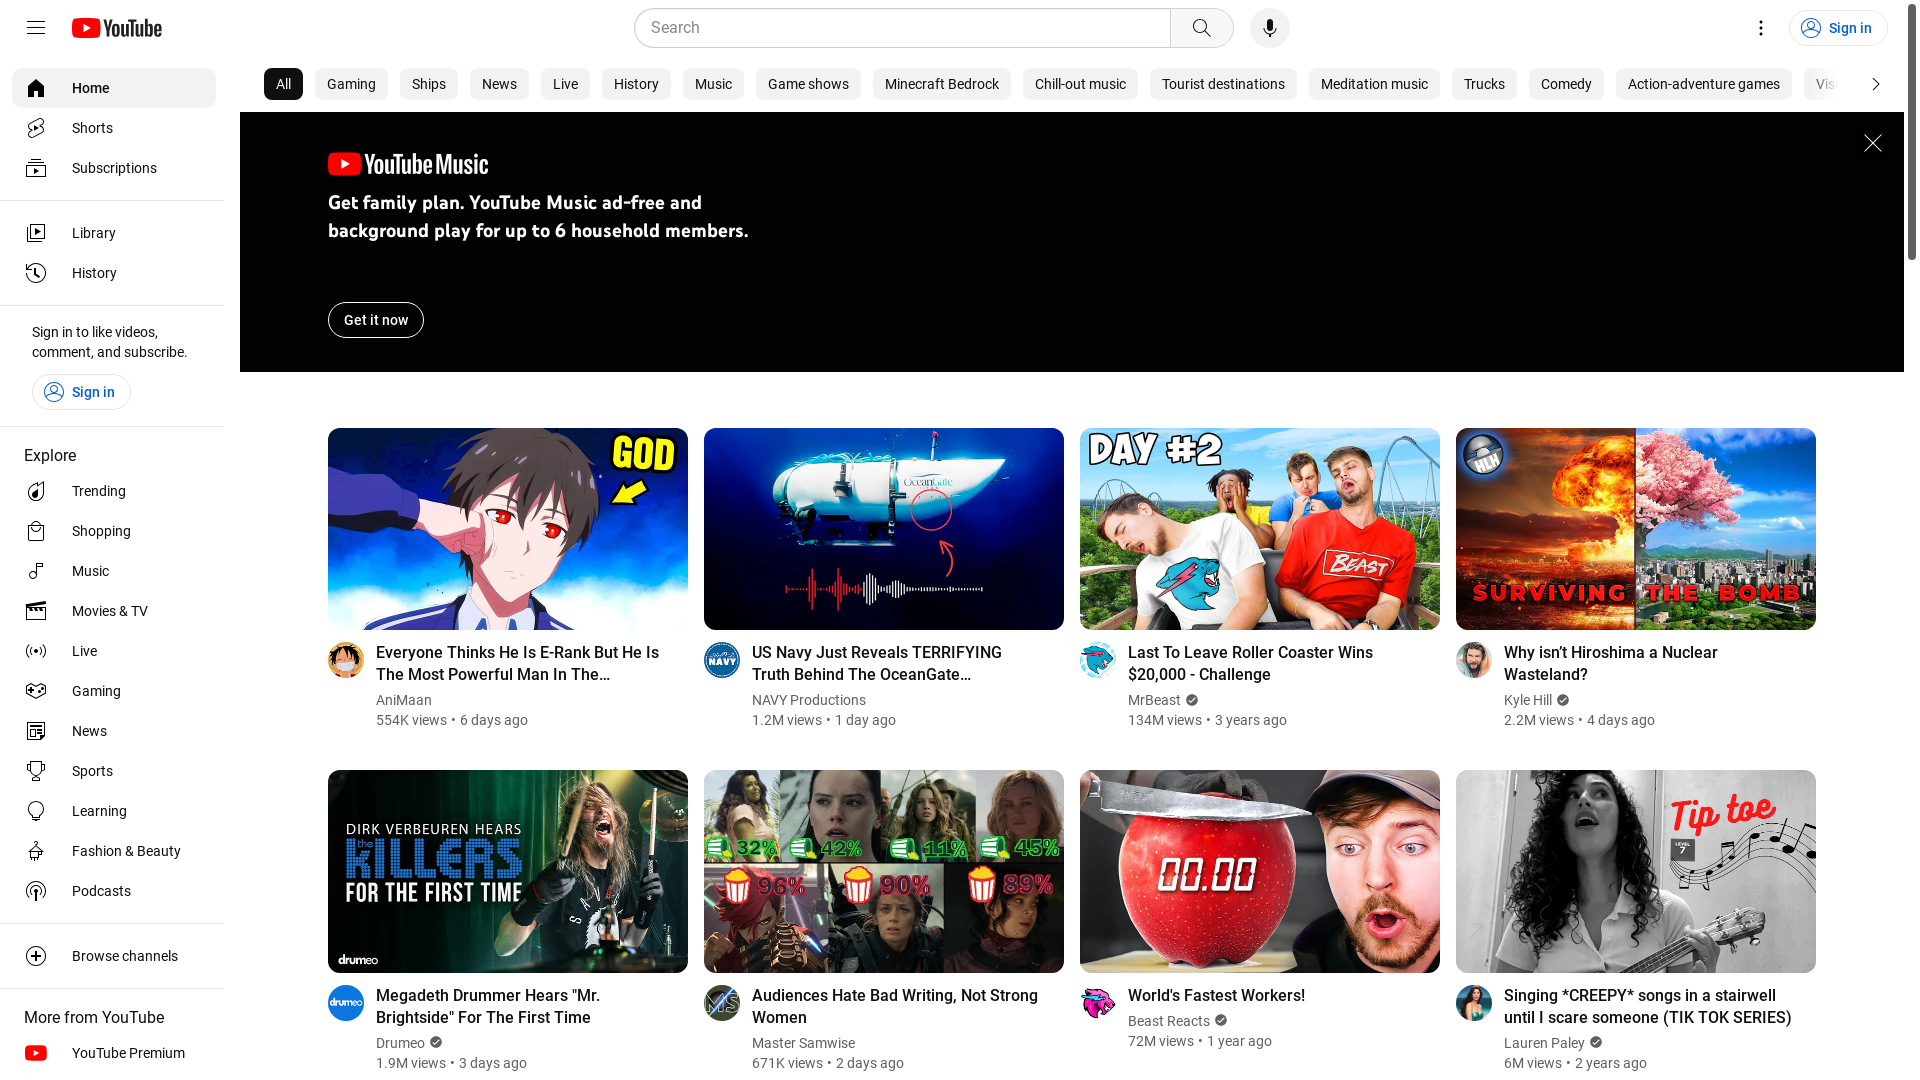 YouTube
Search
Sign in
Home
Shorts
Subscriptions
Library
History
Sign in to like videos,
comment, and subscribe.
Sign in
Explore
Trending
Shopping
Music
Movies & TV
Live
Gaming
News
Sports
Learning
Fashion & Beauty
Podcasts
Browse channels
More from YouTube
YouTube Premium
All
Gaming
Ships
News
Live
History
Music
Game shows
Minecraft Bedrock
Chill-out music
Tourist destinations
Meditation music
Trucks
Comedy
Action-adventure games
YouTube Music
Get family plan. YouTube Music ad-free and
background play for up to 6 household members.
Get it now
GOD
Everyone Thinks He Is E-Rank But He Is
The Most Powerful Man In The…
AniMaan
554K views • 6 days ago
OceanGate
NAVY
US Navy Just Reveals TERRIFYING
Truth Behind The OceanGate…
NAVY Productions
1.2M views • 1 day ago
DAY #2
BEAST
Last To Leave Roller Coaster Wins
$20,000 - Challenge
MrBeast
134M views • 3 years ago
KLH
SURVIVING THE BOMB
Why isn’t Hiroshima a Nuclear
Wasteland?
Kyle Hill
2.2M views • 4 days ago
DIRK VERBEUREN HEARS
the
KILLERS
FOR THE FIRST TIME
drumeo
drumeo
Megadeth Drummer Hears "Mr.
Brightside" For The First Time
Drumeo
1.9M views • 3 days ago
32% 42% 11% 45%
96% 90% 89%
MS
Audiences Hate Bad Writing, Not Strong
Women
Master Samwise
671K views • 2 days ago
00.00
World's Fastest Workers!
Beast Reacts
72M views • 1 year ago
Tip toe
LEVEL
7
Singing *CREEPY* songs in a stairwell
until I scare someone (TIK TOK SERIES)
Lauren Paley
6M views • 2 years ago